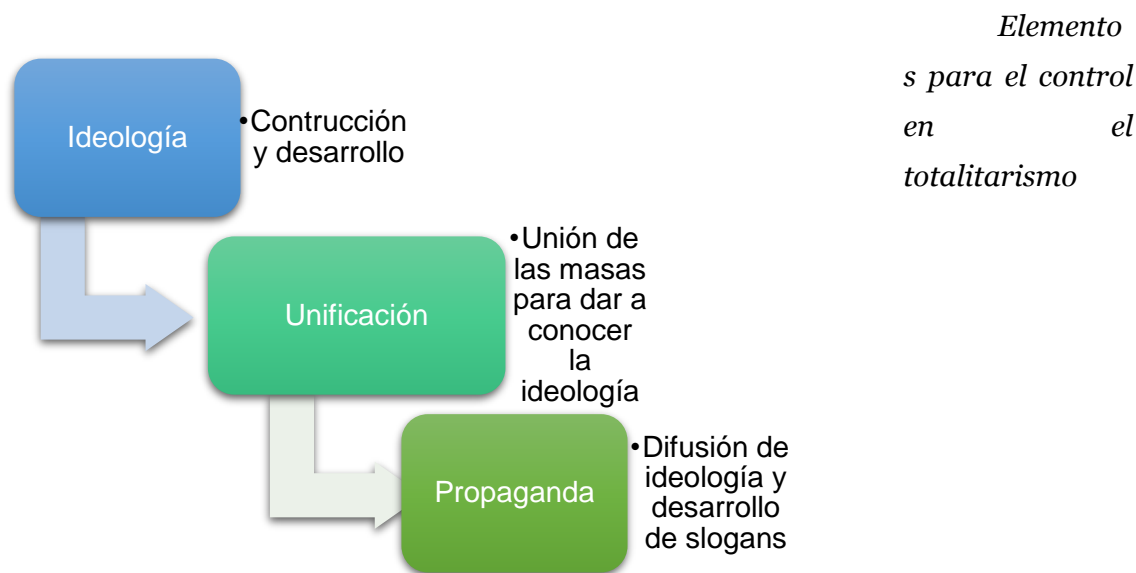 Elemento
s para el control
en el
totalitarismo
Ideología
•Contrucción
y desarrollo
Unificación
•Unión de
las masas
para dar a
conocer
la
ideología
Propaganda
•Difusión de
ideología y
desarrollo
de slogans